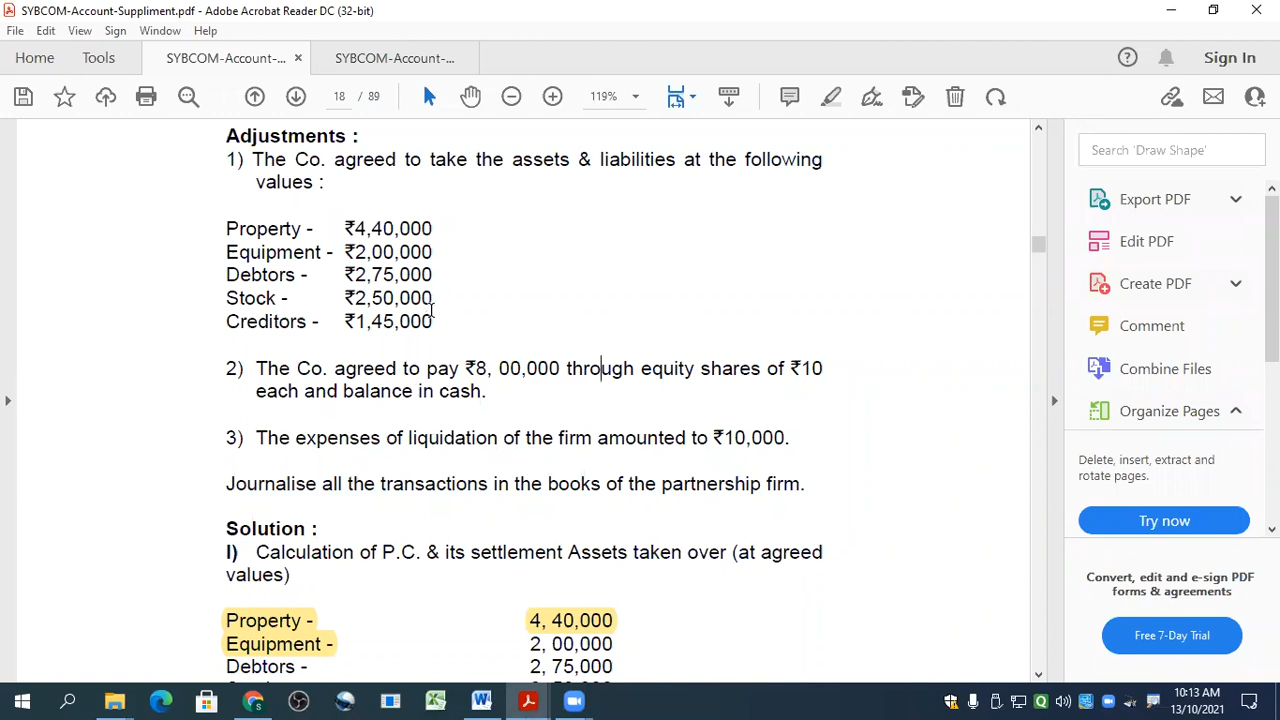 SYBCOM-Account-Suppliment.pdf - Adobe Acrobat Reader DC (32-bit)
File Edit View Sign Window Help
Home Tools SYBCOM-Account-... × SYBCOM-Account-... Sign In
18 / 89 119%
Adjustments :
1) The Co. agreed to take the assets & liabilities at the following
values :
Property - ₹4,40,000
Equipment - ₹2,00,000
Debtors - ₹2,75,000
Stock - ₹2,50,000
Creditors - ₹1,45,000
2) The Co. agreed to pay ₹8, 00,000 through equity shares of ₹10
each and balance in cash.
3) The expenses of liquidation of the firm amounted to ₹10,000.
Journalise all the transactions in the books of the partnership firm.
Solution :
I) Calculation of P.C. & its settlement Assets taken over (at agreed
values)
Property - 4, 40,000
Equipment - 2, 00,000
Debtors - 2, 75,000
Search 'Draw Shape'
Export PDF
Edit PDF
Create PDF
Comment
Combine Files
Organize Pages
Delete, insert, extract and
rotate pages.
Try now
Convert, edit and e-sign PDF
forms & agreements
Free 7-Day Trial
10:13 AM
13/10/2021